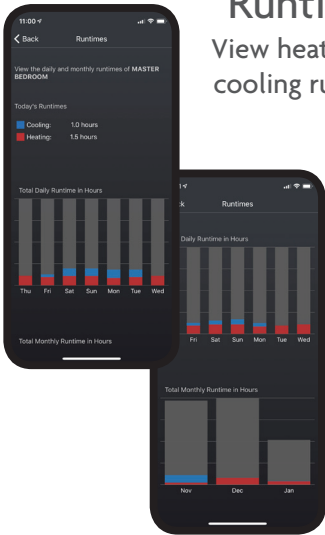 Runti
View heat
cooling ru
11:00
Back
Runtimes
View the daily and monthly runtimes of MASTER
BEDROOM
Today's Runtimes
Cooling: 1.0 hours
Heating: 1.5 hours
Total Daily Runtime in Hours
Thu Fri Sat Sun Mon Tue Wed
Total Monthly Runtime in Hours
ck
Runtimes
Daily Runtime in Hours
Fri Sat Sun Mon Tue Wed
Total Monthly Runtime in Hours
Nov Dec Jan